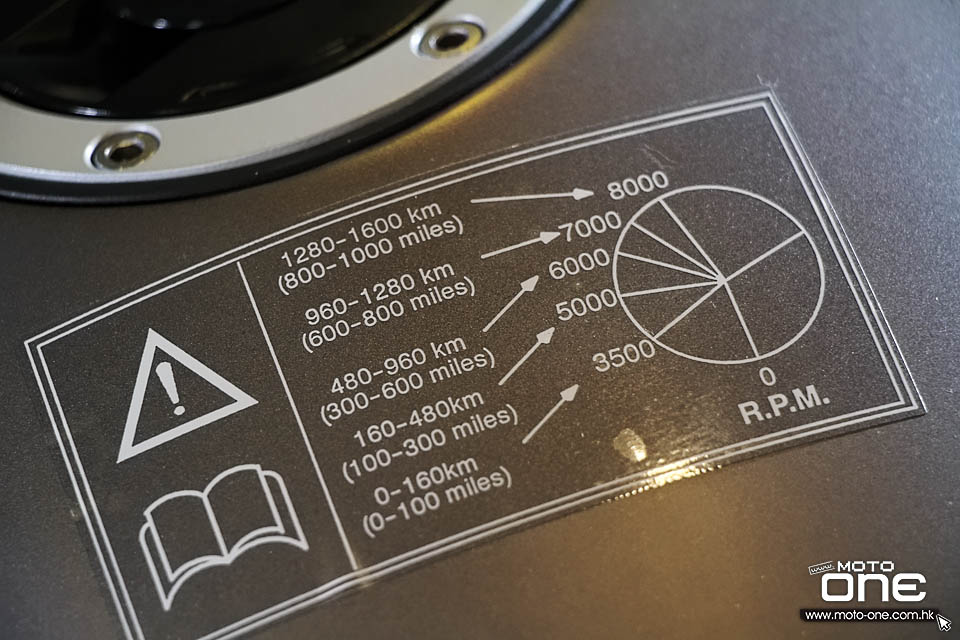 1280-1600 km
(800-1000 miles)
8000
960-1280 km
(600-800 miles)
7000
480-960 km
(300-600 miles)
6000
160-480km
(100-300 miles)
5000
0-160km
(0-100 miles)
3500
0
R.P.M.
!
www. MOTO
ONE
www.moto-one.com.hk